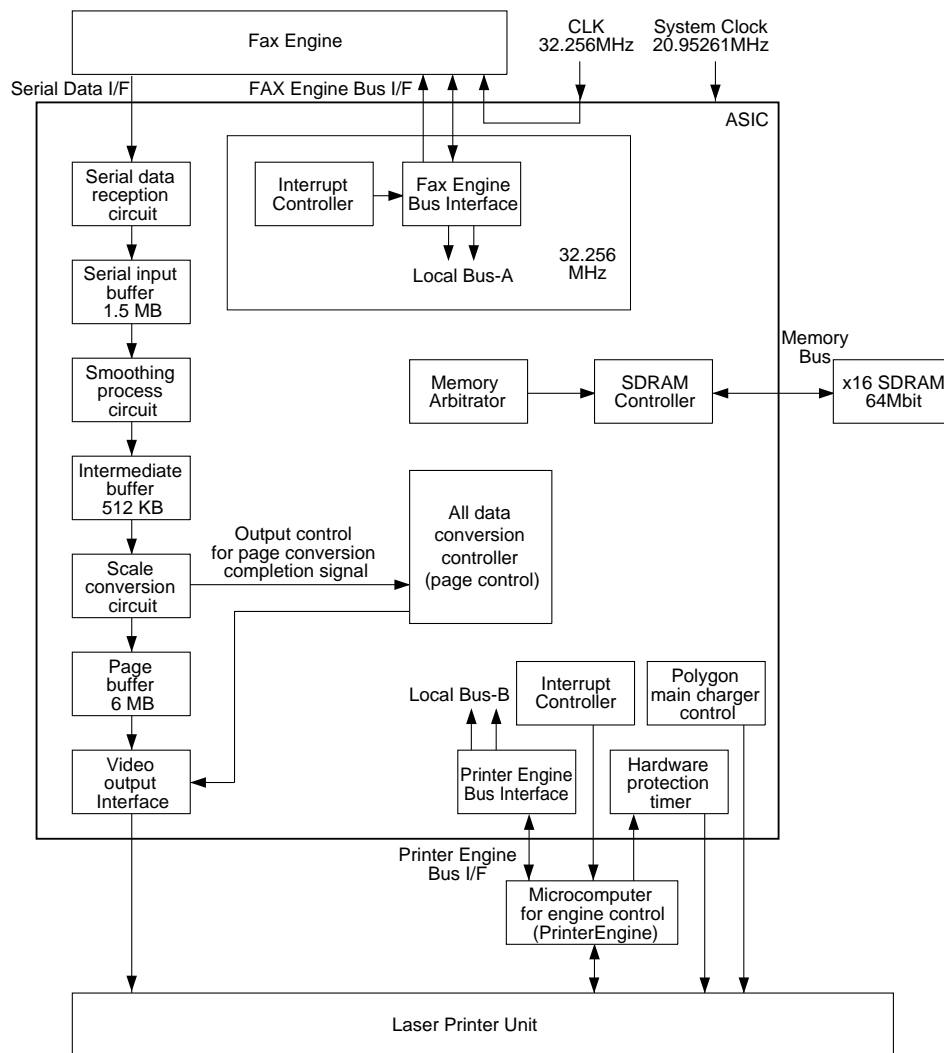 Fax Engine
CLK
32.256MHz
System Clock
20.95261MHz
Serial Data I/F
FAX Engine Bus I/F
ASIC
Serial data
reception
circuit
Interrupt
Controller
Fax Engine
Bus Interface
32.256
MHz
Local Bus-A
Serial input
buffer
1.5 MB
Smoothing
process
circuit
Memory
Arbitrator
SDRAM
Controller
Memory
Bus
x16 SDRAM
64Mbit
Intermediate
buffer
512 KB
Output control
for page conversion
completion signal
All data
conversion
controller
(page control)
Scale
conversion
circuit
Page
buffer
6 MB
Local Bus-B
Interrupt
Controller
Polygon
main charger
control
Video
output
Interface
Printer Engine
Bus Interface
Hardware
protection
timer
Printer Engine
Bus I/F
Microcomputer
for engine control
(PrinterEngine)
Laser Printer Unit